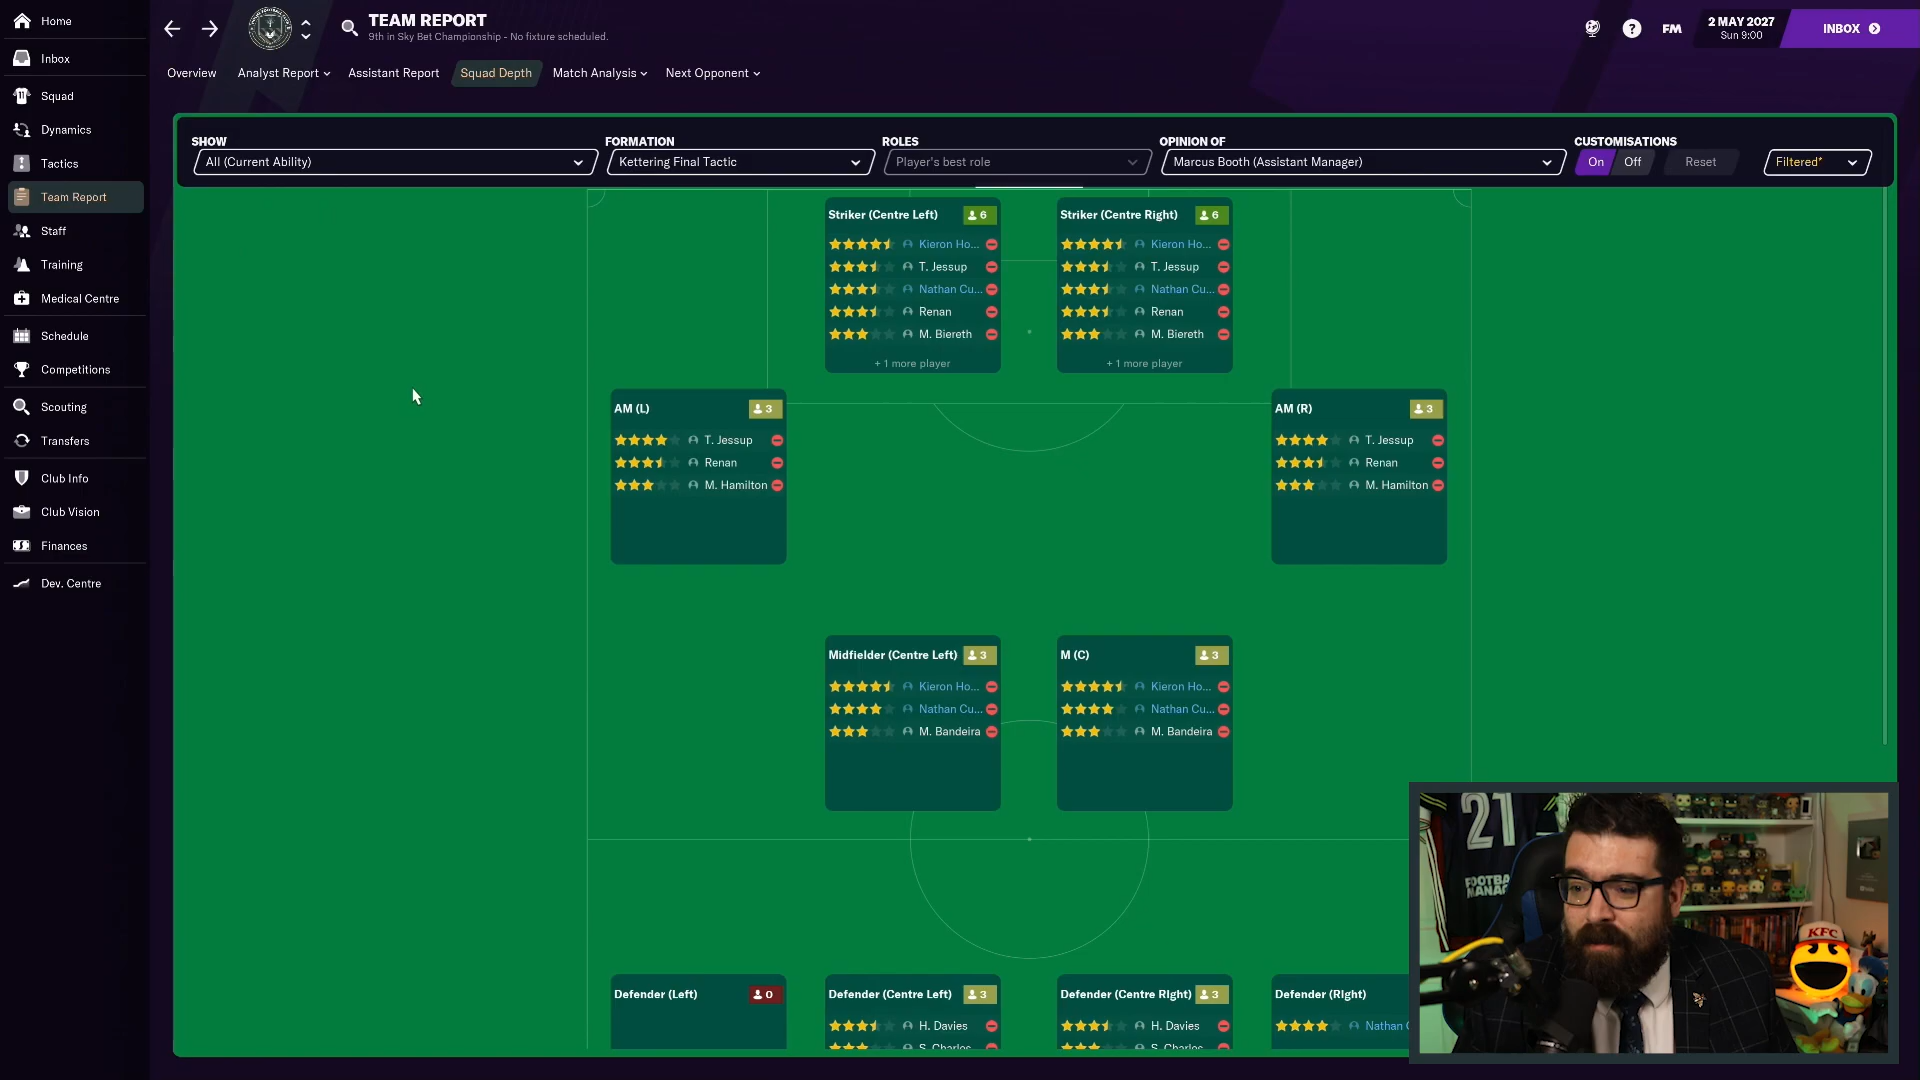 Home
Inbox
Squad
Dynamics
Tactics
Team Report
Staff
Training
Medical Centre
Schedule
Competitions
Scouting
Transfers
Club Info
Club Vision
Finances
Dev. Centre
TEAM REPORT
9th in Sky Bet Championship - No fixture scheduled.
FM
2 MAY 2027
Sun 9:00
INBOX
Overview Analyst Report Assistant Report Squad Depth Match Analysis Next Opponent
SHOW FORMATION ROLES OPINION OF CUSTOMISATIONS
All (Current Ability) Kettering Final Tactic Player's best role Marcus Booth (Assistant Manager) On Off Reset Filtered*
Striker (Centre Left) 6
Kieron Ho...
T. Jessup
Nathan Cu...
Renan
M. Biereth
+ 1 more player
Striker (Centre Right) 6
Kieron Ho...
T. Jessup
Nathan Cu...
Renan
M. Biereth
+ 1 more player
AM (L) 3
T. Jessup
Renan
M. Hamilton
AM (R) 3
T. Jessup
Renan
M. Hamilton
Midfielder (Centre Left) 3
Kieron Ho...
Nathan Cu...
M. Bandeira
M (C) 3
Kieron Ho...
Nathan Cu...
M. Bandeira
Defender (Left) 0
Defender (Centre Left) 3
H. Davies
S. Charles
Defender (Centre Right) 3
H. Davies
S. Charles
Defender (Right)
Nathan
21
KFC